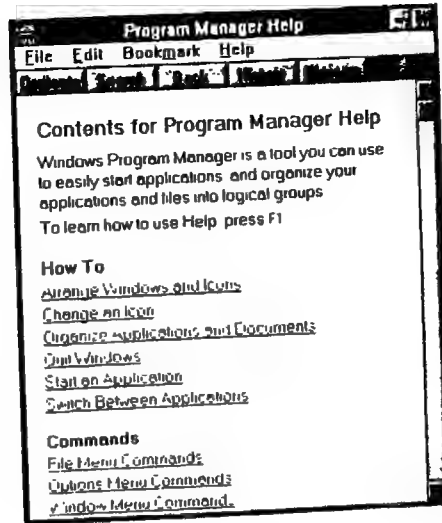 Program Manager Help
File Edit Bookmark Help
Contents Search Back History
Contents for Program Manager Help
Windows Program Manager is a tool you can use
to easily start applications and organize your
applications and files into logical groups
To learn how to use Help press F1
How To
Arrange Windows and Icons
Change an Icon
Organize Applications and Documents
Quit Windows
Start an Application
Switch Between Applications
Commands
File Menu Commands
Options Menu Commands
Window Menu Command